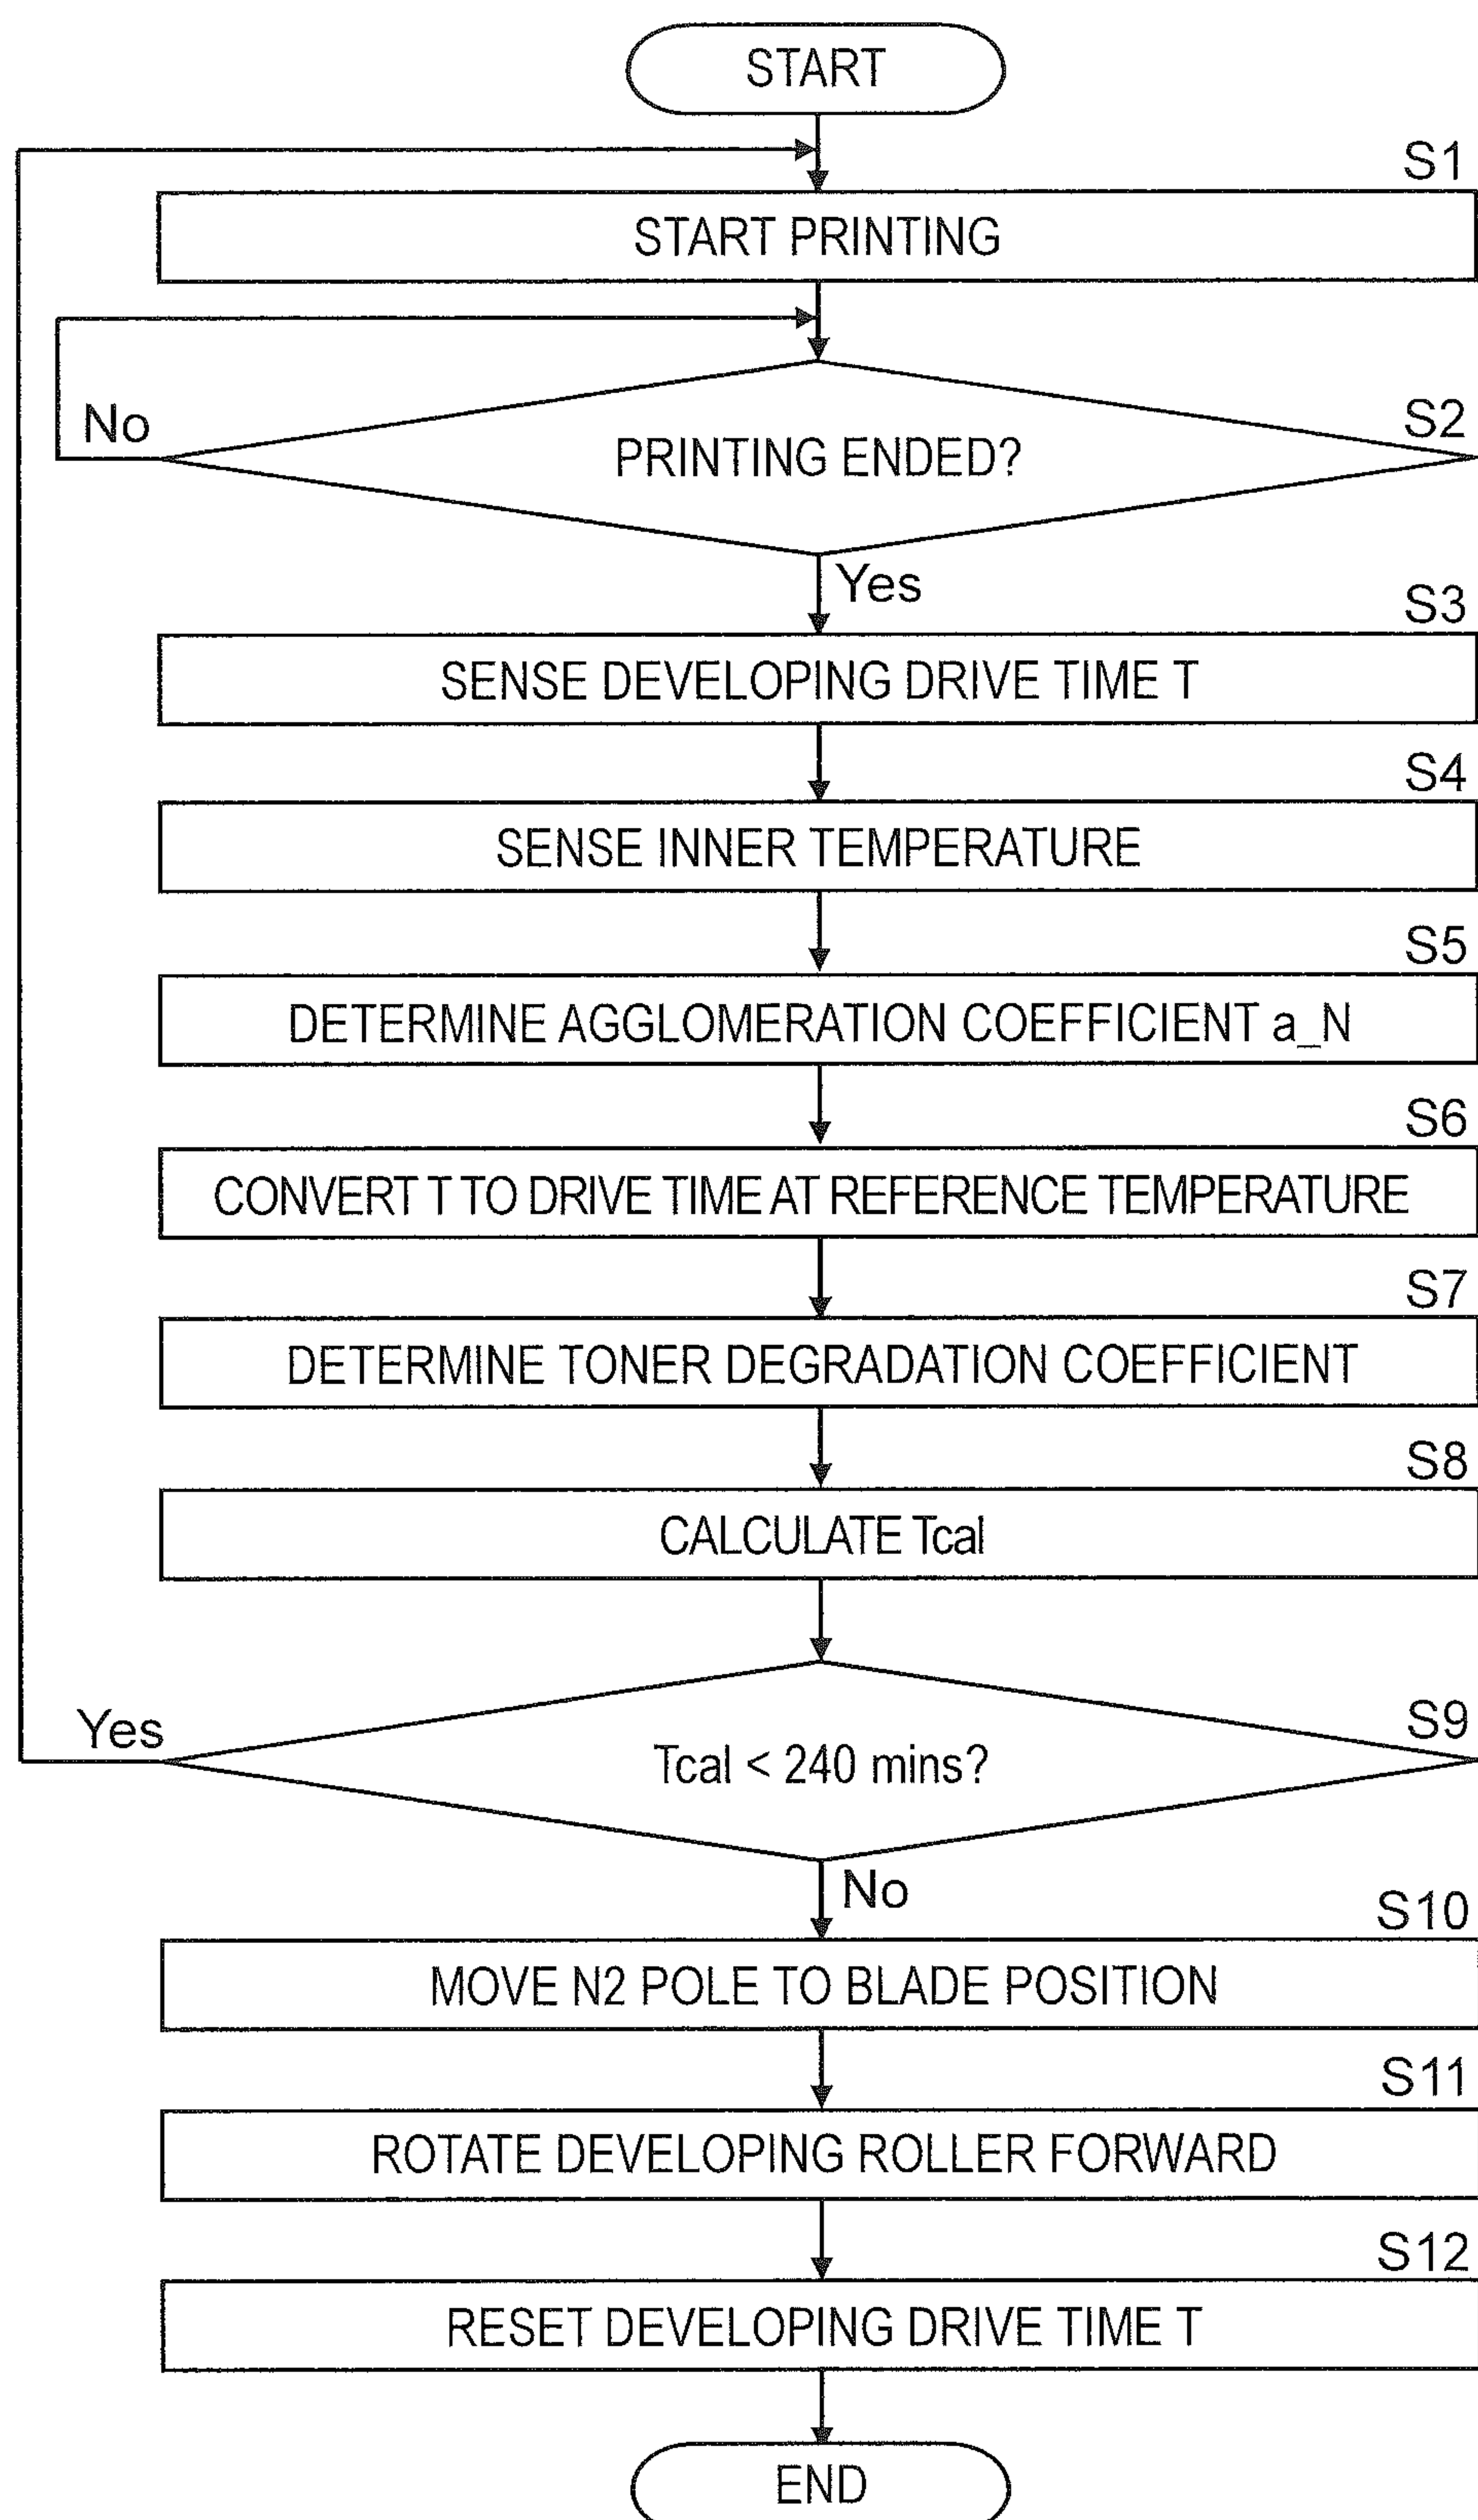 START
S1
START PRINTING
No
S2
PRINTING ENDED?
Yes
S3
SENSE DEVELOPING DRIVE TIME T
S4
SENSE INNER TEMPERATURE
S5
DETERMINE AGGLOMERATION COEFFICIENT a_N
S6
CONVERT T TO DRIVE TIME AT REFERENCE TEMPERATURE
S7
DETERMINE TONER DEGRADATION COEFFICIENT
S8
CALCULATE Tcal
Yes
S9
Tcal < 240 mins?
No
S10
MOVE N2 POLE TO BLADE POSITION
S11
ROTATE DEVELOPING ROLLER FORWARD
S12
RESET DEVELOPING DRIVE TIME T
END